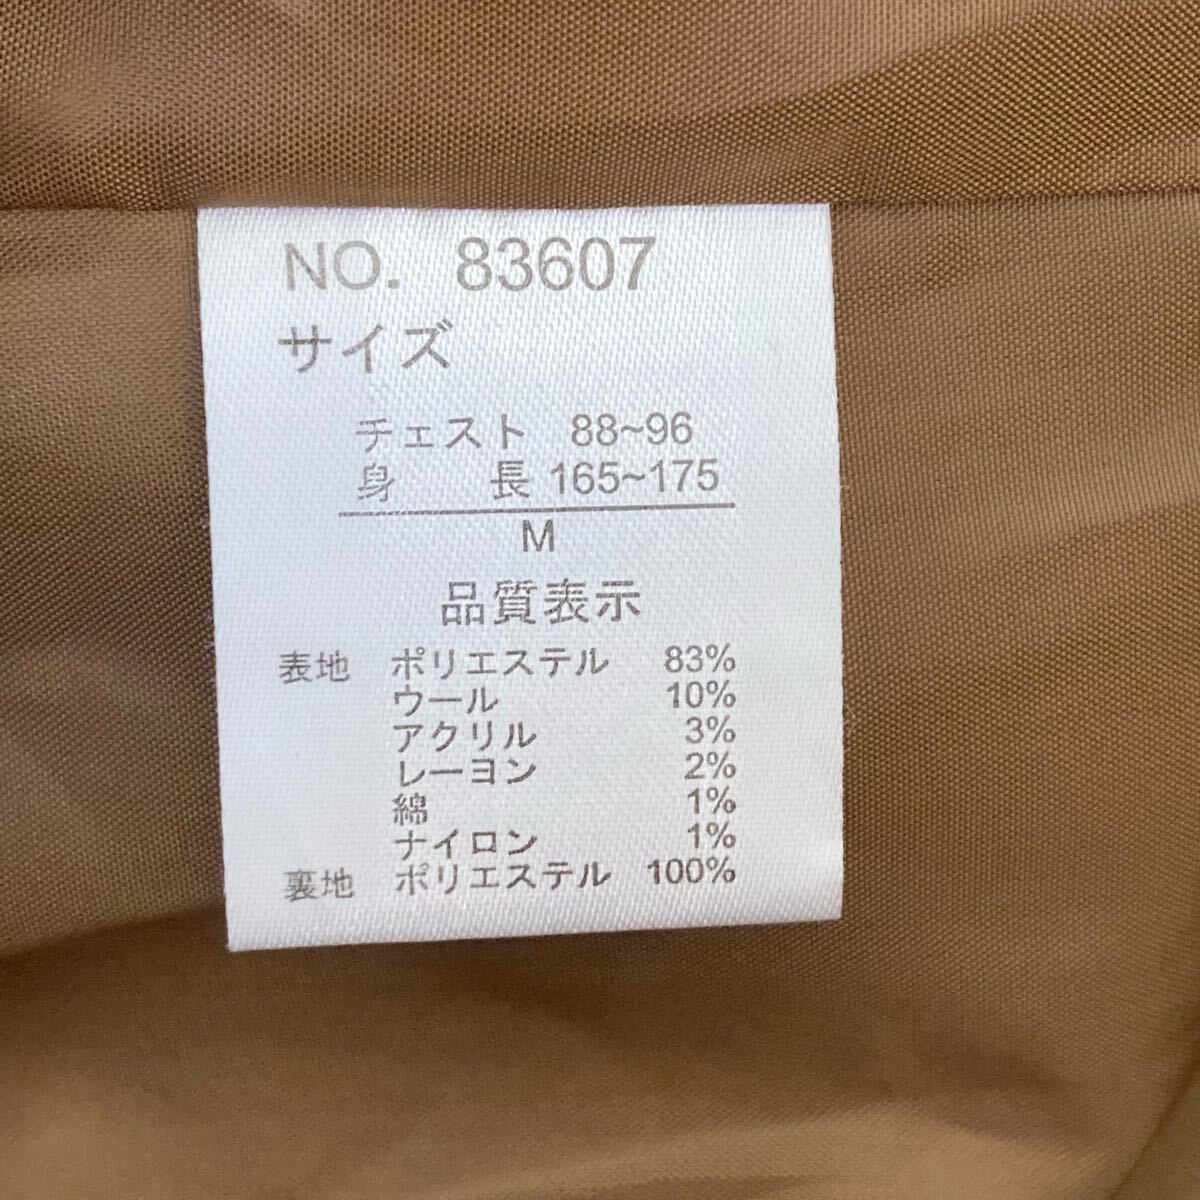 NO. 83607
サイズ
チェスト 88~96
身長 165~175
M
品質表示
表地 ポリエステル 83%
ウール 10%
アクリル 3%
レーヨン 2%
綿 1%
ナイロン 1%
裏地 ポリエステル 100%